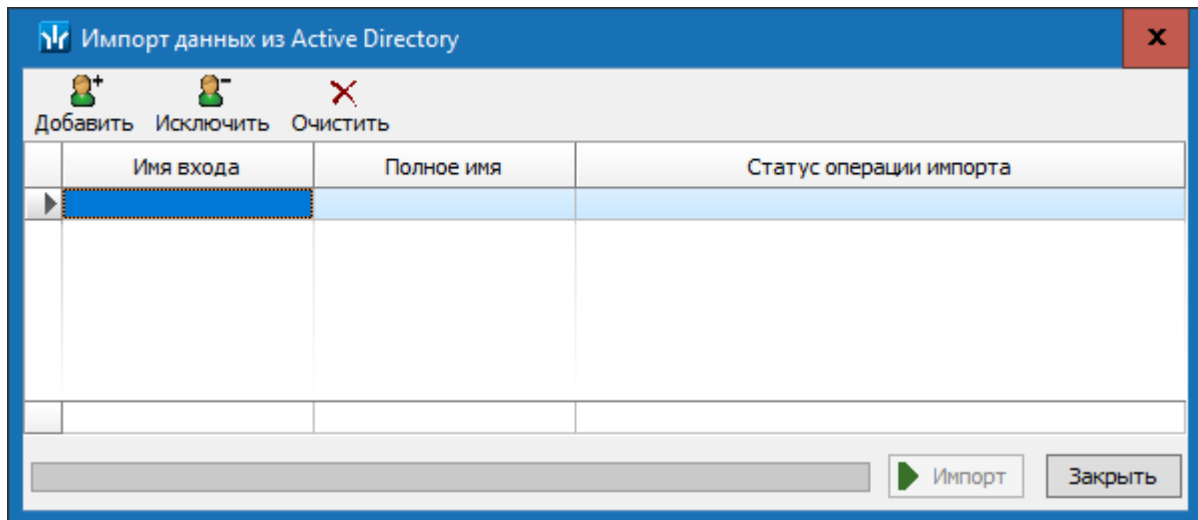 Импорт данных из Active Directory
Добавить Исключить Очистить
Имя входа Полное имя Статус операции импорта
Импорт Закрыть